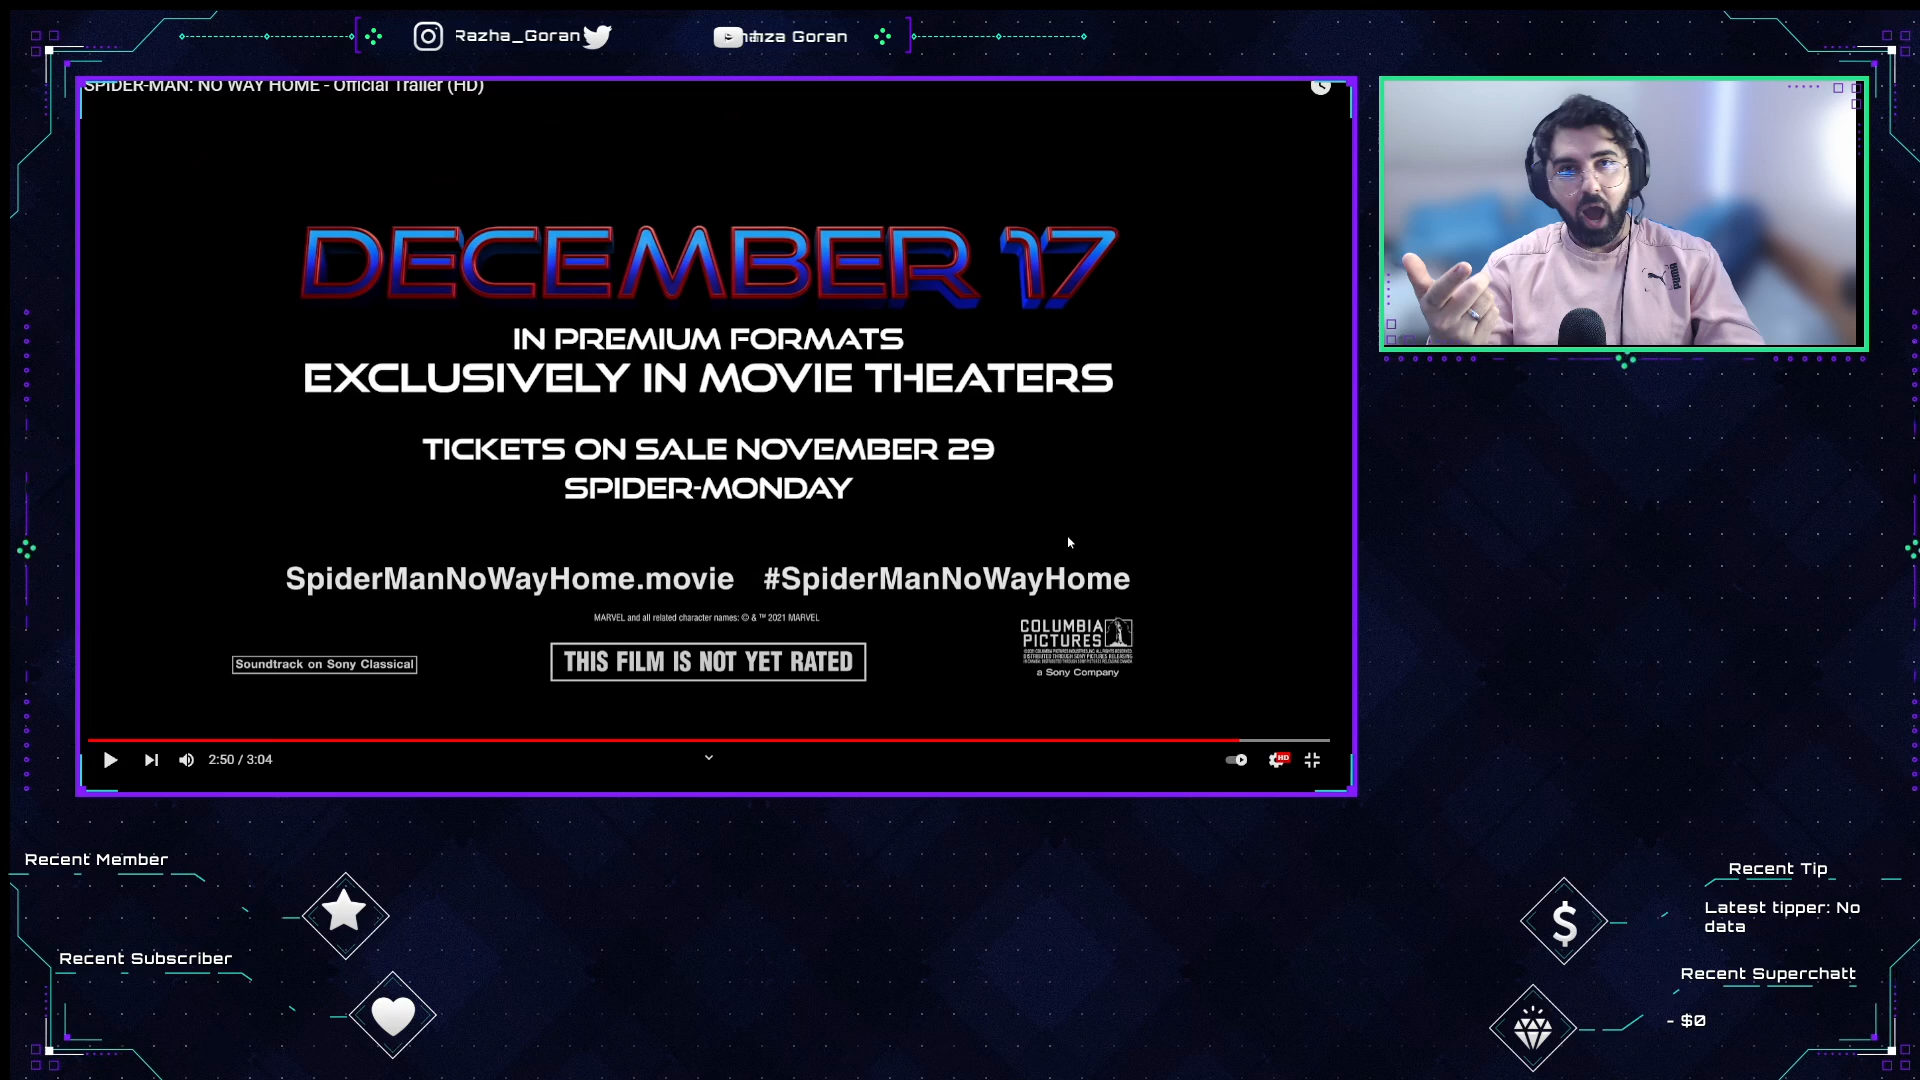 Razha_Goran
za Goran
SPIDER-MAN: NO WAY HOME - Official Trailer (HD)
DECEMBER 17
IN PREMIUM FORMATS
EXCLUSIVELY IN MOVIE THEATERS
TICKETS ON SALE NOVEMBER 29
SPIDER-MONDAY
SpiderManNoWayHome.movie #SpiderManNoWayHome
MARVEL and all related character names: © & ™ 2021 MARVEL
COLUMBIA
PICTURES
a Sony Company
Soundtrack on Sony Classical
THIS FILM IS NOT YET RATED
2:50 / 3:04
HD
PUMA
Recent Member
Recent Subscriber
Recent Tip
Latest tipper: No
data
Recent Superchatt
- $0